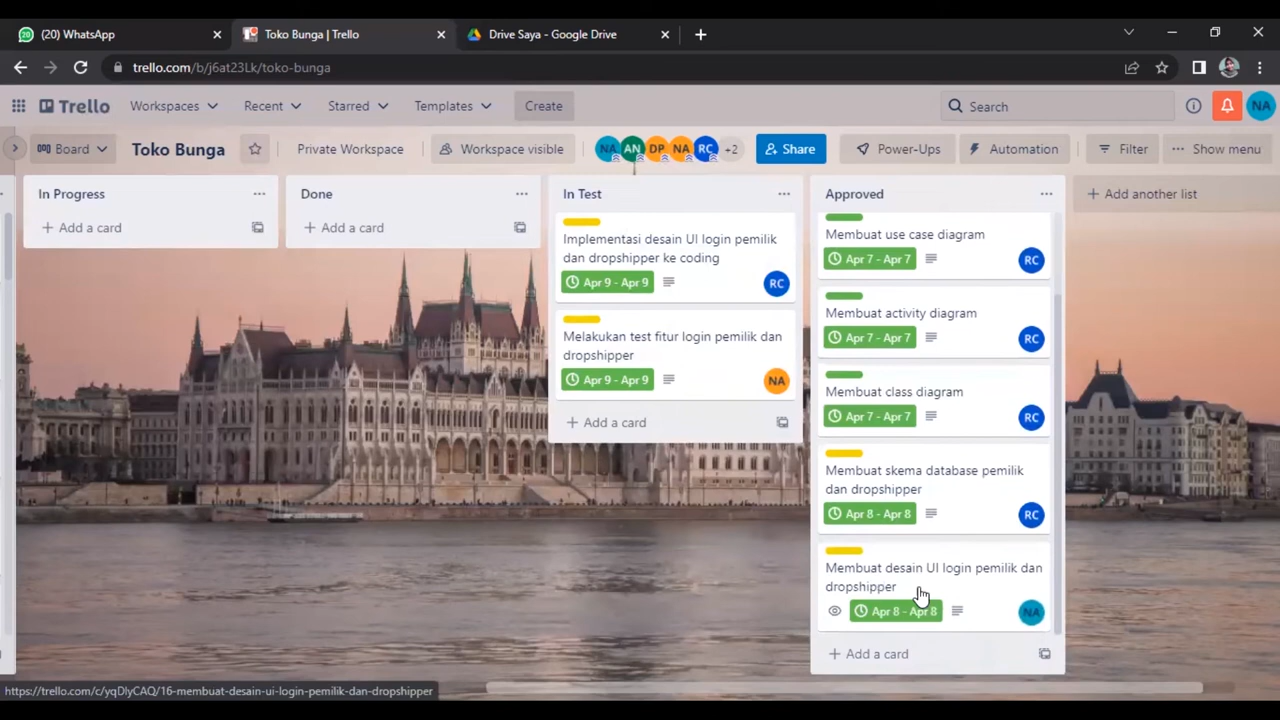 (20) WhatsApp
Toko Bunga | Trello
Drive Saya - Google Drive
trello.com/b/j6at23Lk/toko-bunga
Trello
Workspaces
Recent
Starred
Templates
Create
Search
NA
Board
Toko Bunga
Private Workspace
Workspace visible
NA
AN
DP
NA
RC
+2
Share
Power-Ups
Automation
Filter
Show menu
In Progress
Add a card
Done
Add a card
In Test
Implementasi desain UI login pemilik
dan dropshipper ke coding
Apr 9 - Apr 9
RC
Melakukan test fitur login pemilik dan
dropshipper
Apr 9 - Apr 9
NA
Add a card
Approved
Membuat use case diagram
Apr 7 - Apr 7
RC
Membuat activity diagram
Apr 7 - Apr 7
RC
Membuat class diagram
Apr 7 - Apr 7
RC
Membuat skema database pemilik
dan dropshipper
Apr 8 - Apr 8
RC
Membuat desain UI login pemilik dan
dropshipper
Apr 8 - Apr 8
NA
Add a card
Add another list
https://trello.com/c/yqDlyCAQ/16-membuat-desain-ui-login-pemilik-dan-dropshipper